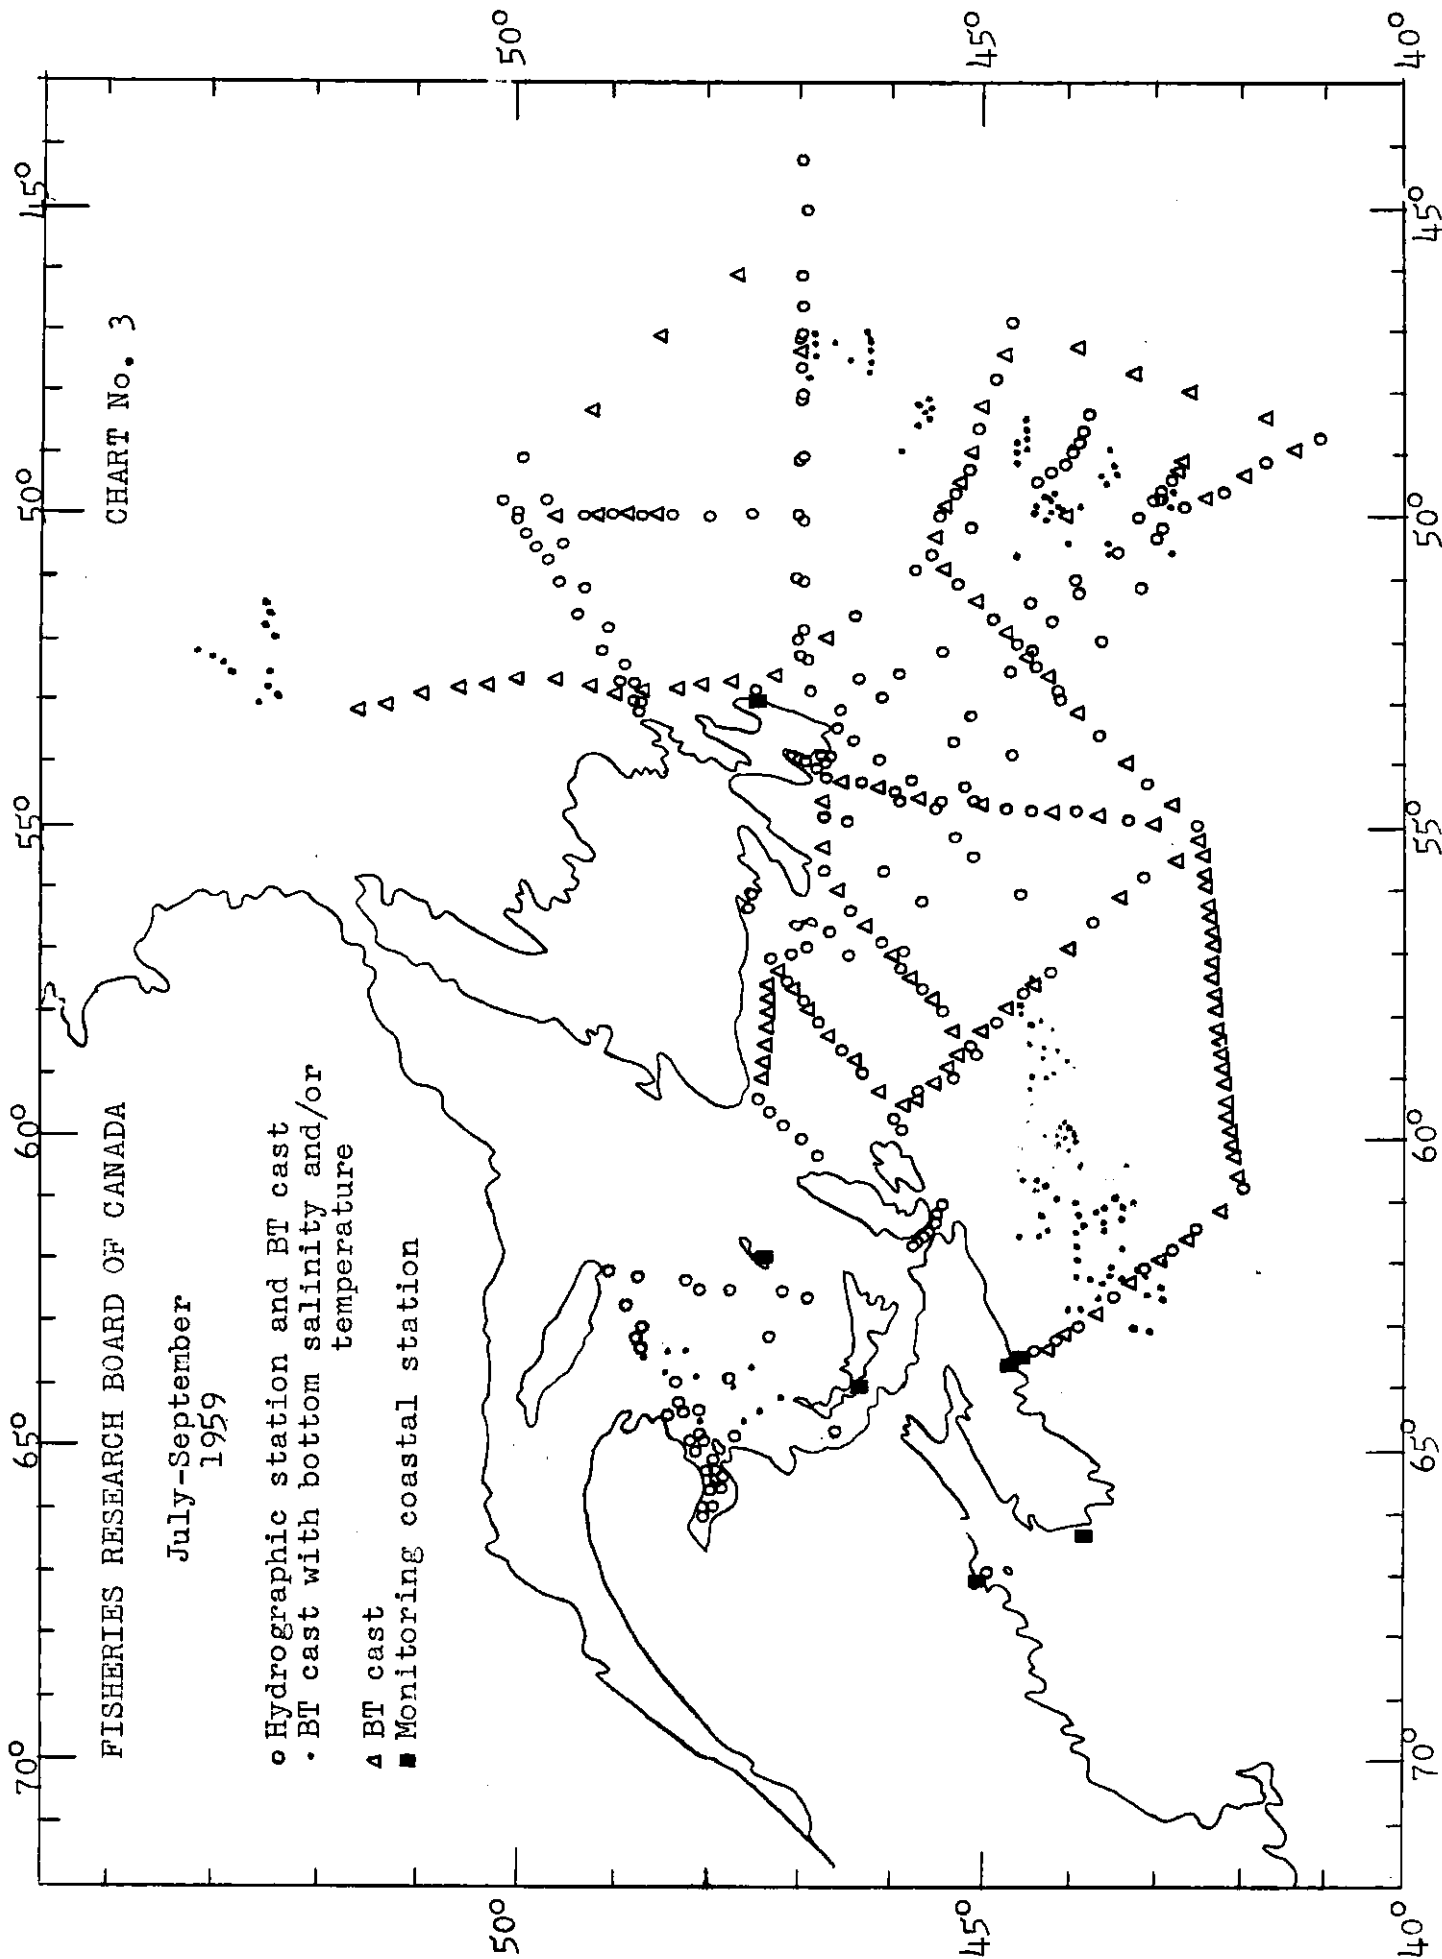 FISHERIES RESEARCH BOARD OF CANADA
CHART No. 3
July-September
1959
o Hydrographic station and BT cast
• BT cast with bottom salinity and/or
temperature
△ BT cast
■ Monitoring coastal station
70° 65° 60° 55° 50° 45°
50° 50°
45° 45°
40° 40°
70° 65° 60° 55° 50° 45°